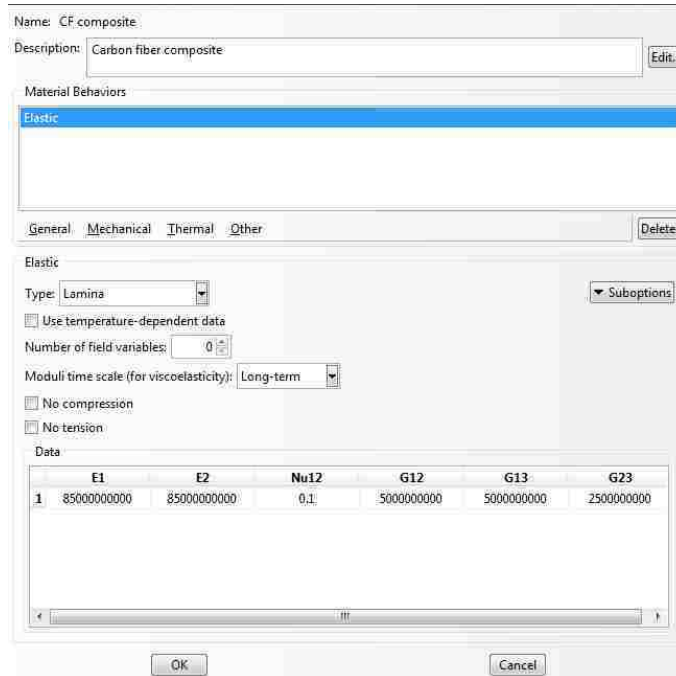 Name: CF composite
Description: Carbon fiber composite
Edit.
Material Behaviors
Elastic
General Mechanical Thermal Other Delete
Elastic
Type: Lamina Suboptions
Use temperature-dependent data
Number of field variables: 0
Moduli time scale (for viscoelasticity): Long-term
No compression
No tension
Data
E1 E2 Nu12 G12 G13 G23
1 85000000000 85000000000 0.1 5000000000 5000000000 2500000000
OK Cancel